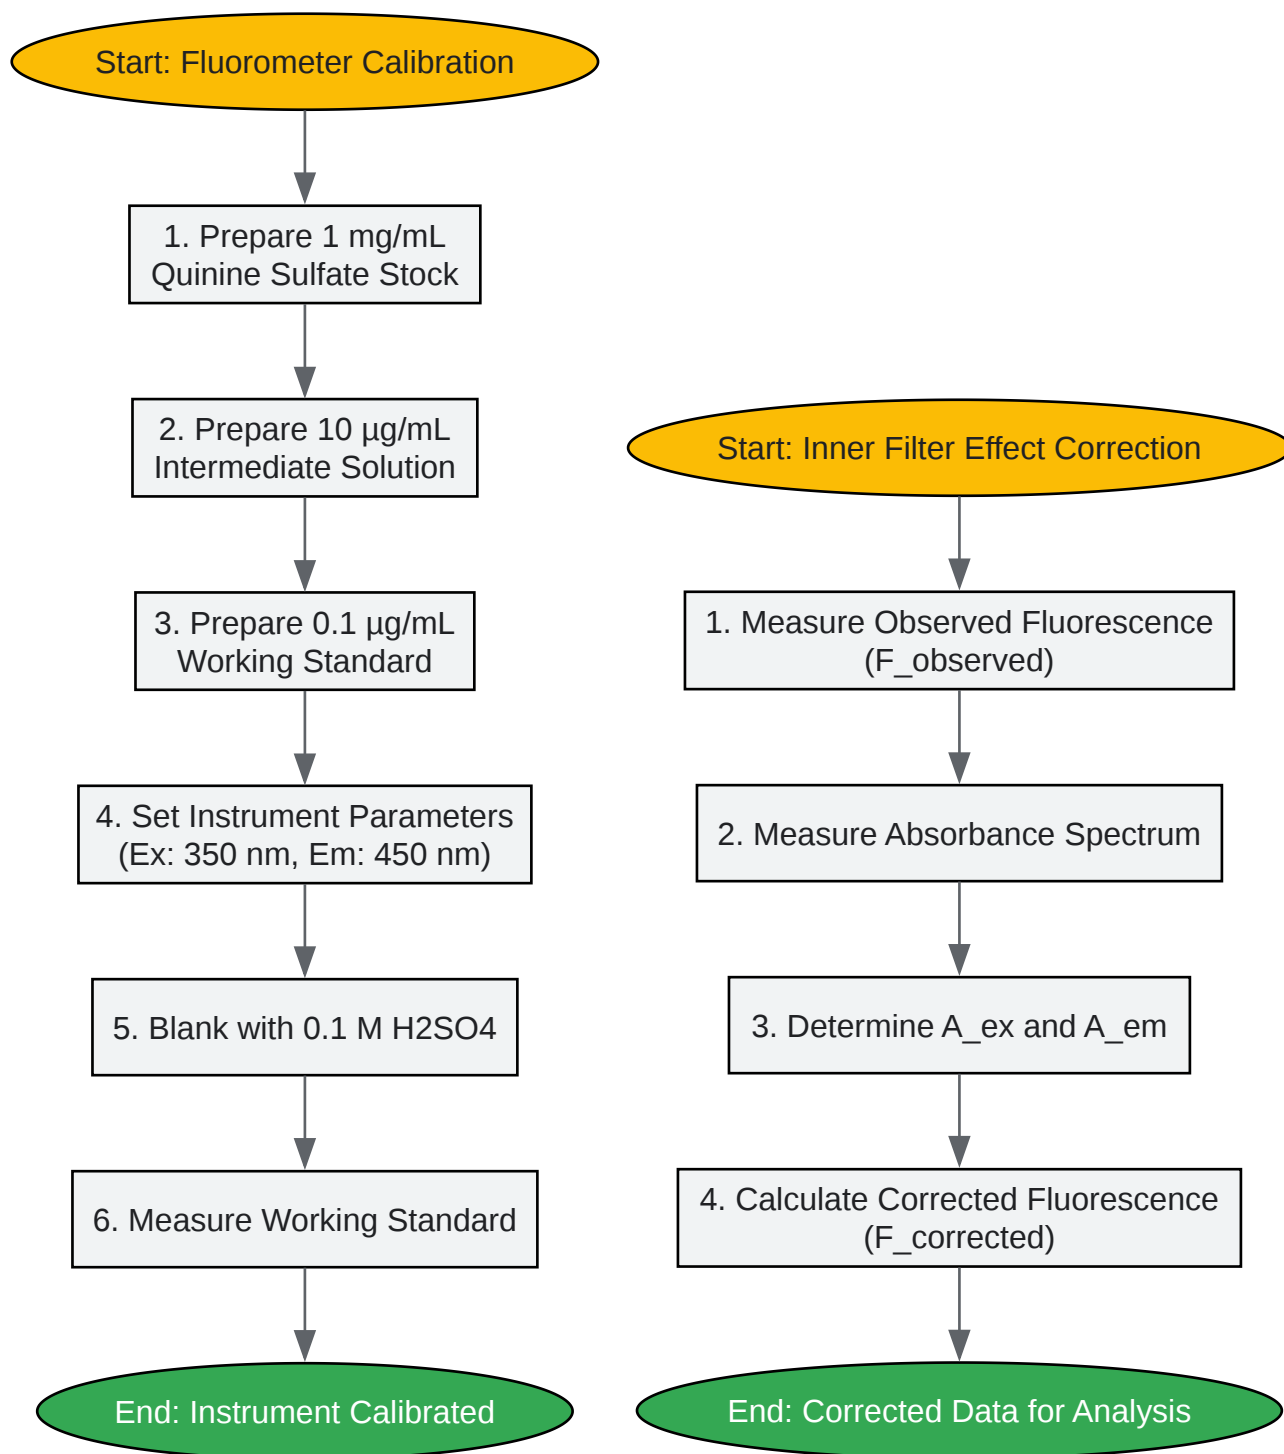 Start: Fluorometer Calibration
1. Prepare 1 mg/mL
Quinine Sulfate Stock
2. Prepare 10 µg/mL
Intermediate Solution
3. Prepare 0.1 µg/mL
Working Standard
4. Set Instrument Parameters
(Ex: 350 nm, Em: 450 nm)
5. Blank with 0.1 M H2SO4
6. Measure Working Standard
End: Instrument Calibrated
Start: Inner Filter Effect Correction
1. Measure Observed Fluorescence
(F_observed)
2. Measure Absorbance Spectrum
3. Determine A_ex and A_em
4. Calculate Corrected Fluorescence
(F_corrected)
End: Corrected Data for Analysis